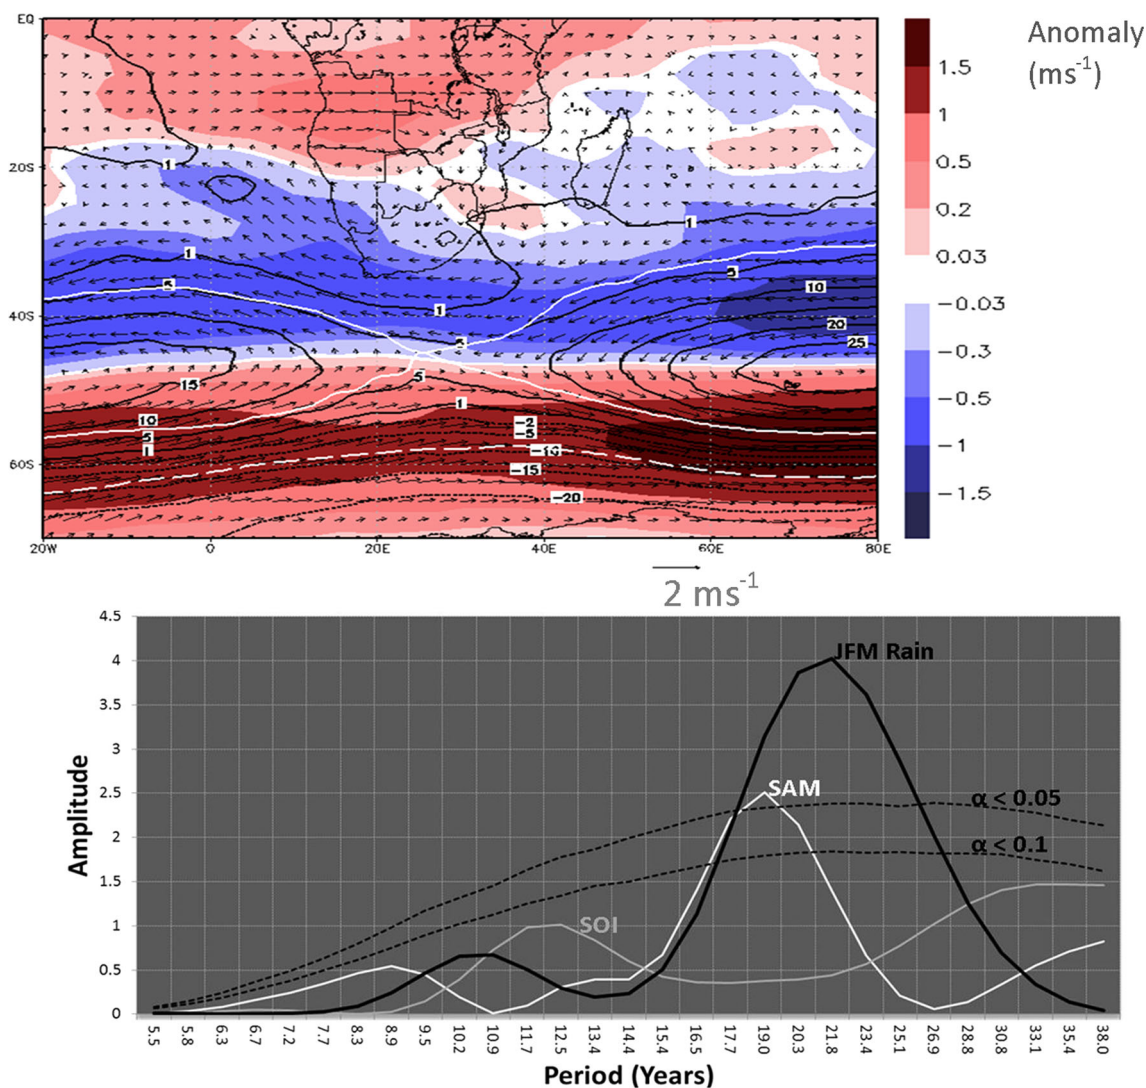 EQ
Anomaly
(ms⁻¹)
1.5
1
0.5
0.2
0.03
-0.03
-0.3
-0.5
-1
-1.5
20S
40S
60S
1
1
1
5
5
10
1
5
20
5
25
15
5
10
1
-2
5
-5
1
-10
-15
-20
20W
0
20E
40E
60E
80E
2 ms⁻¹
4.5
4
3.5
3
2.5
2
1.5
1
0.5
0
Amplitude
JFM Rain
SAM
α < 0.05
α < 0.1
SOI
5.5 5.8 6.3 6.7 7.2 7.7 8.3 8.9 9.5 10.2 10.9 11.7 12.5 13.4 14.4 15.4 16.5 17.7 19.0 20.3 21.8 23.4 25.1 26.9 28.8 30.8 33.1 35.4 38.0
Period (Years)